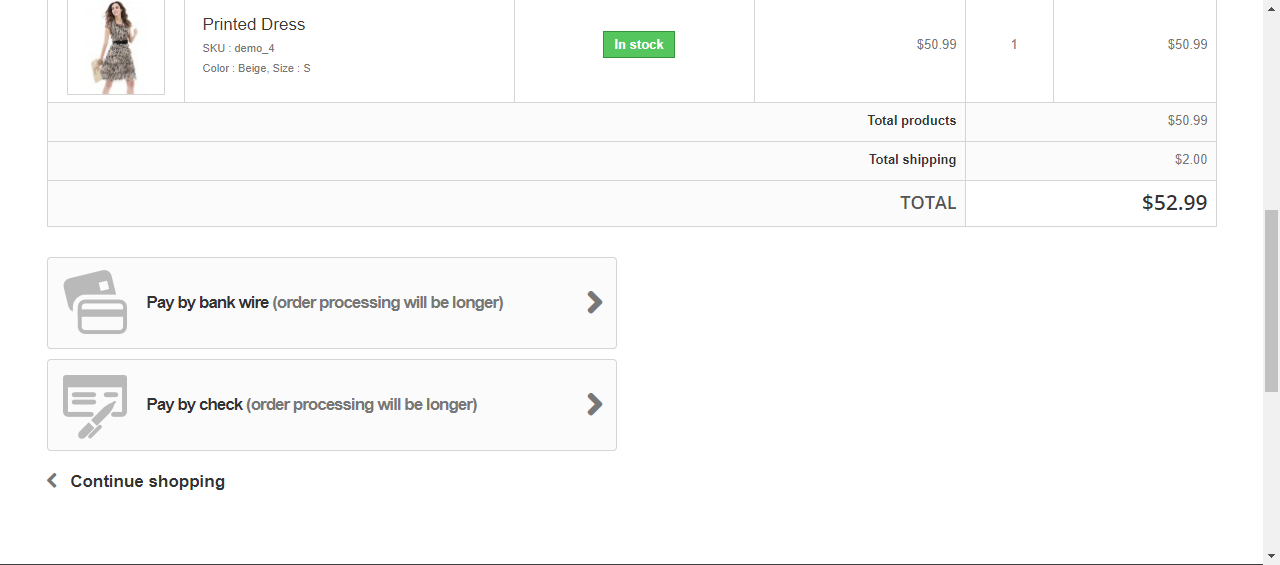 Printed Dress
SKU : demo_4
Color : Beige, Size : S
In stock
$50.99
1
$50.99
Total products
$50.99
Total shipping
$2.00
TOTAL
$52.99
Pay by bank wire (order processing will be longer)
Pay by check (order processing will be longer)
Continue shopping